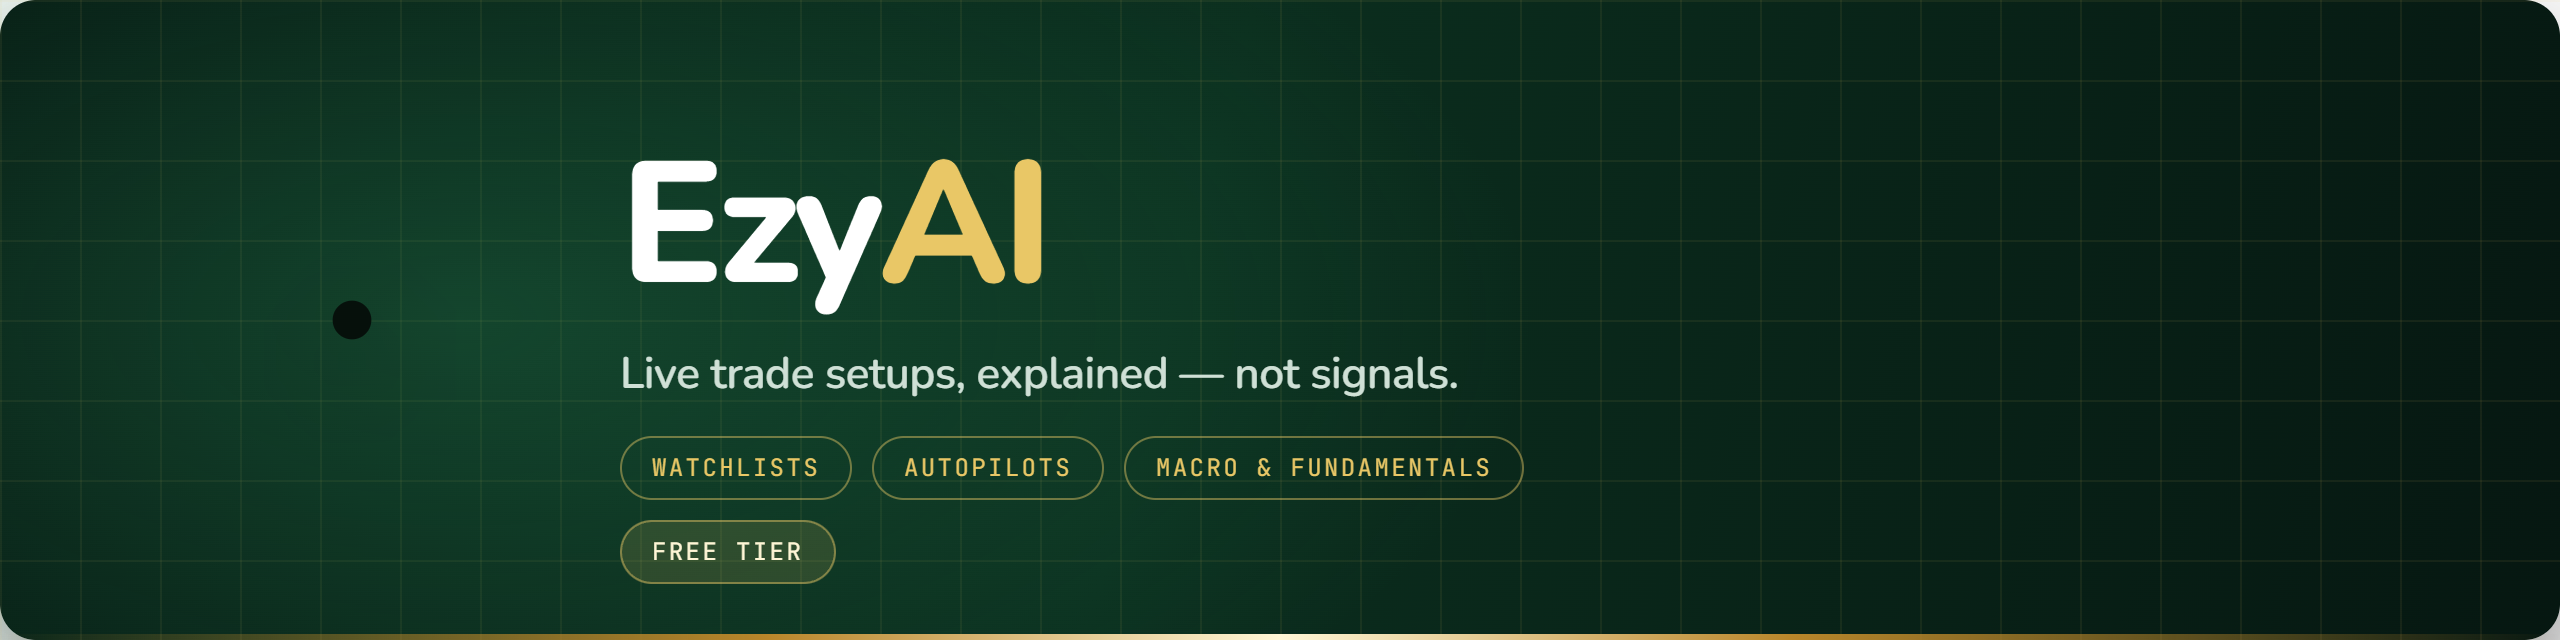 EzyAI
Live trade setups, explained — not signals.
WATCHLISTS AUTOPILOTS MACRO & FUNDAMENTALS
FREE TIER